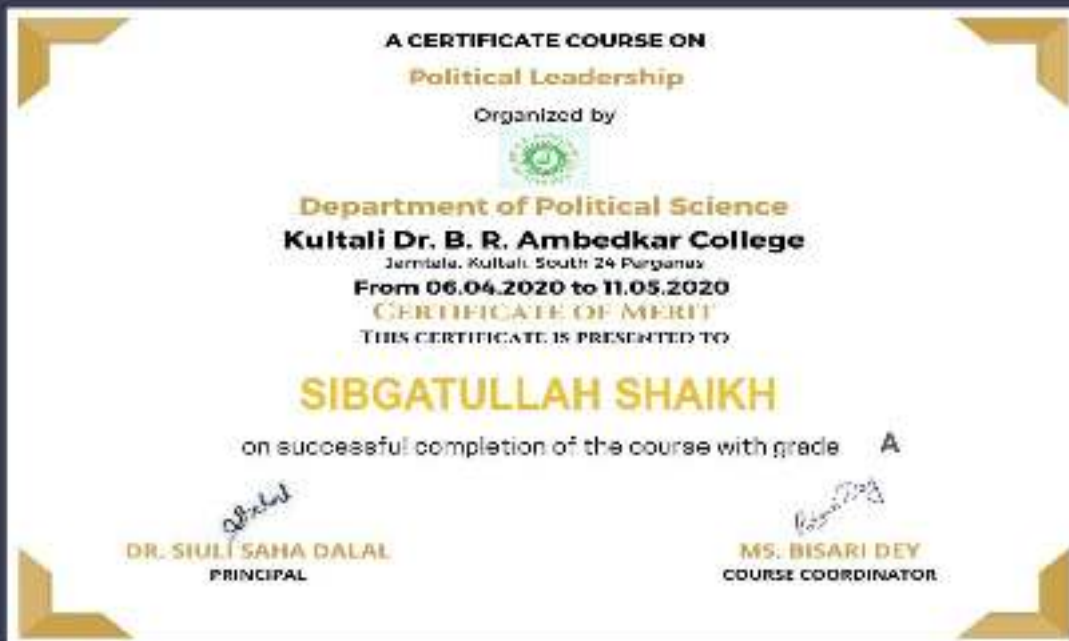 A CERTIFICATE COURSE ON
Political Leadership
Organized by
Department of Political Science
Kultali Dr. B. R. Ambedkar College
Jamtala, Kultali, South 24 Parganas
From 06.04.2020 to 11.05.2020
CERTIFICATE OF MERIT
THIS CERTIFICATE IS PRESENTED TO
SIBGATULLAH SHAIKH
on successful completion of the course with grade A
DR. SIULI SAHA DALAL
PRINCIPAL
MS. BISARI DEY
COURSE COORDINATOR